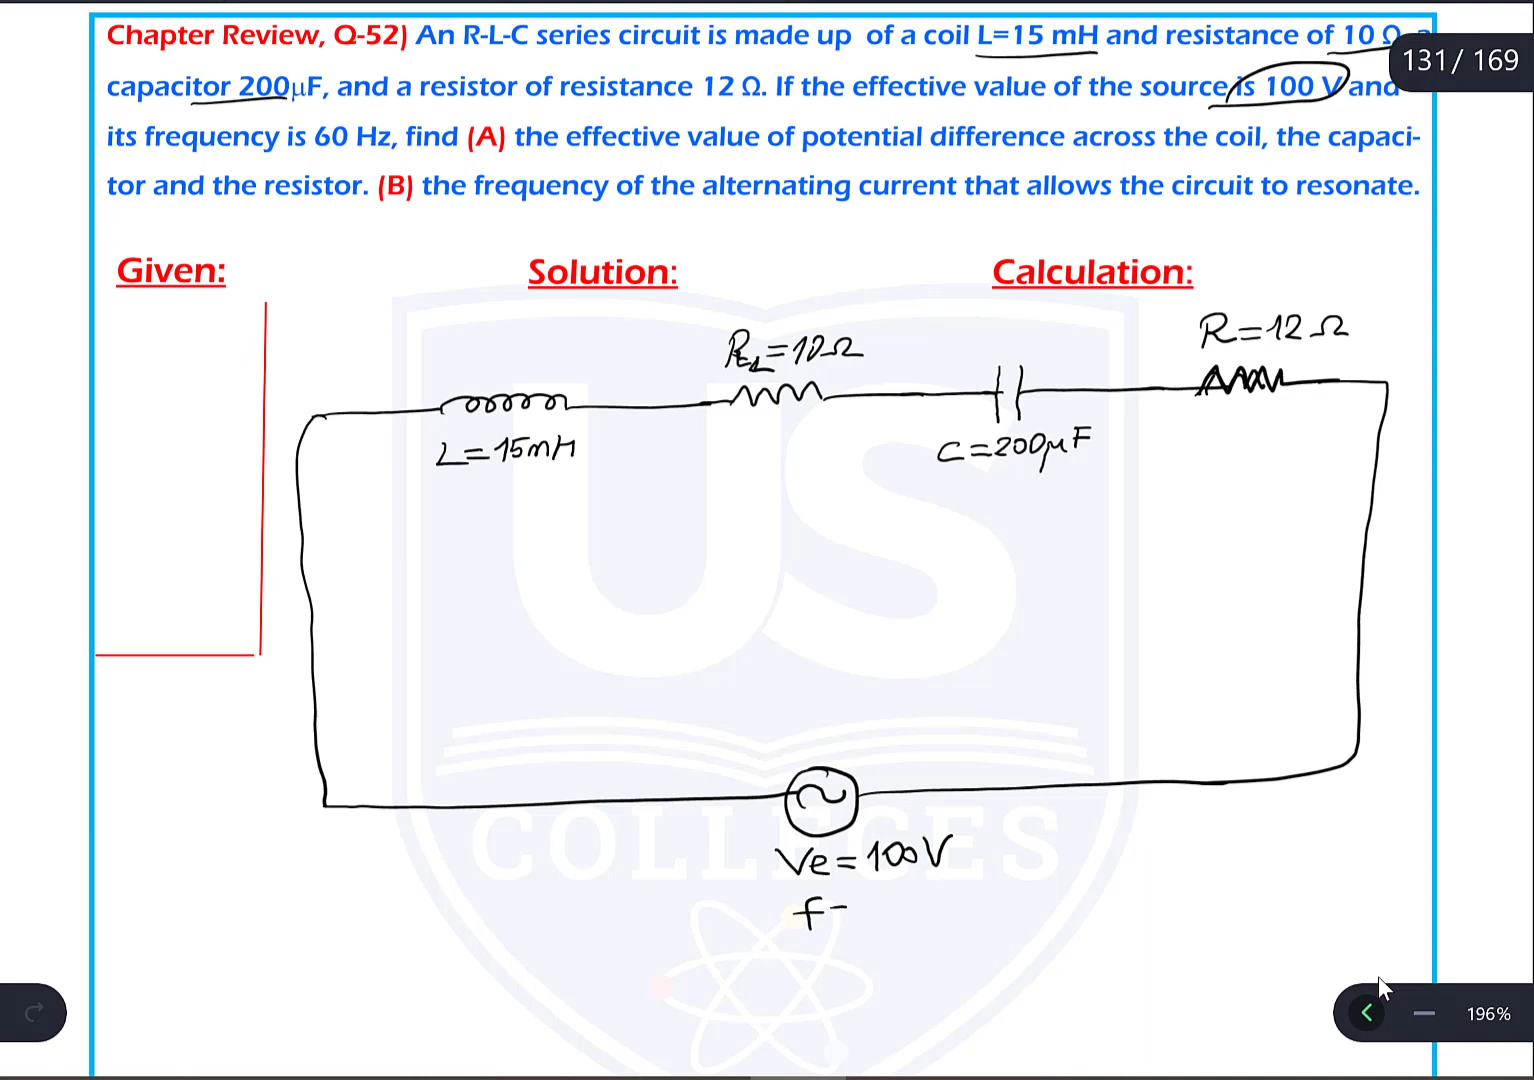 Chapter Review, Q-52) An R-L-C series circuit is made up of a coil L=15 mH and resistance of 10 Ω
131/ 169
capacitor 200μF, and a resistor of resistance 12 Ω. If the effective value of the source is 100 V and
its frequency is 60 Hz, find (A) the effective value of potential difference across the coil, the capaci-
tor and the resistor. (B) the frequency of the alternating current that allows the circuit to resonate.
Given: Solution: Calculation:
R=12 Ω
R_L=10Ω
L=15mH
C=200μF
US
COLLEGES
Ve=100V
f-
196%